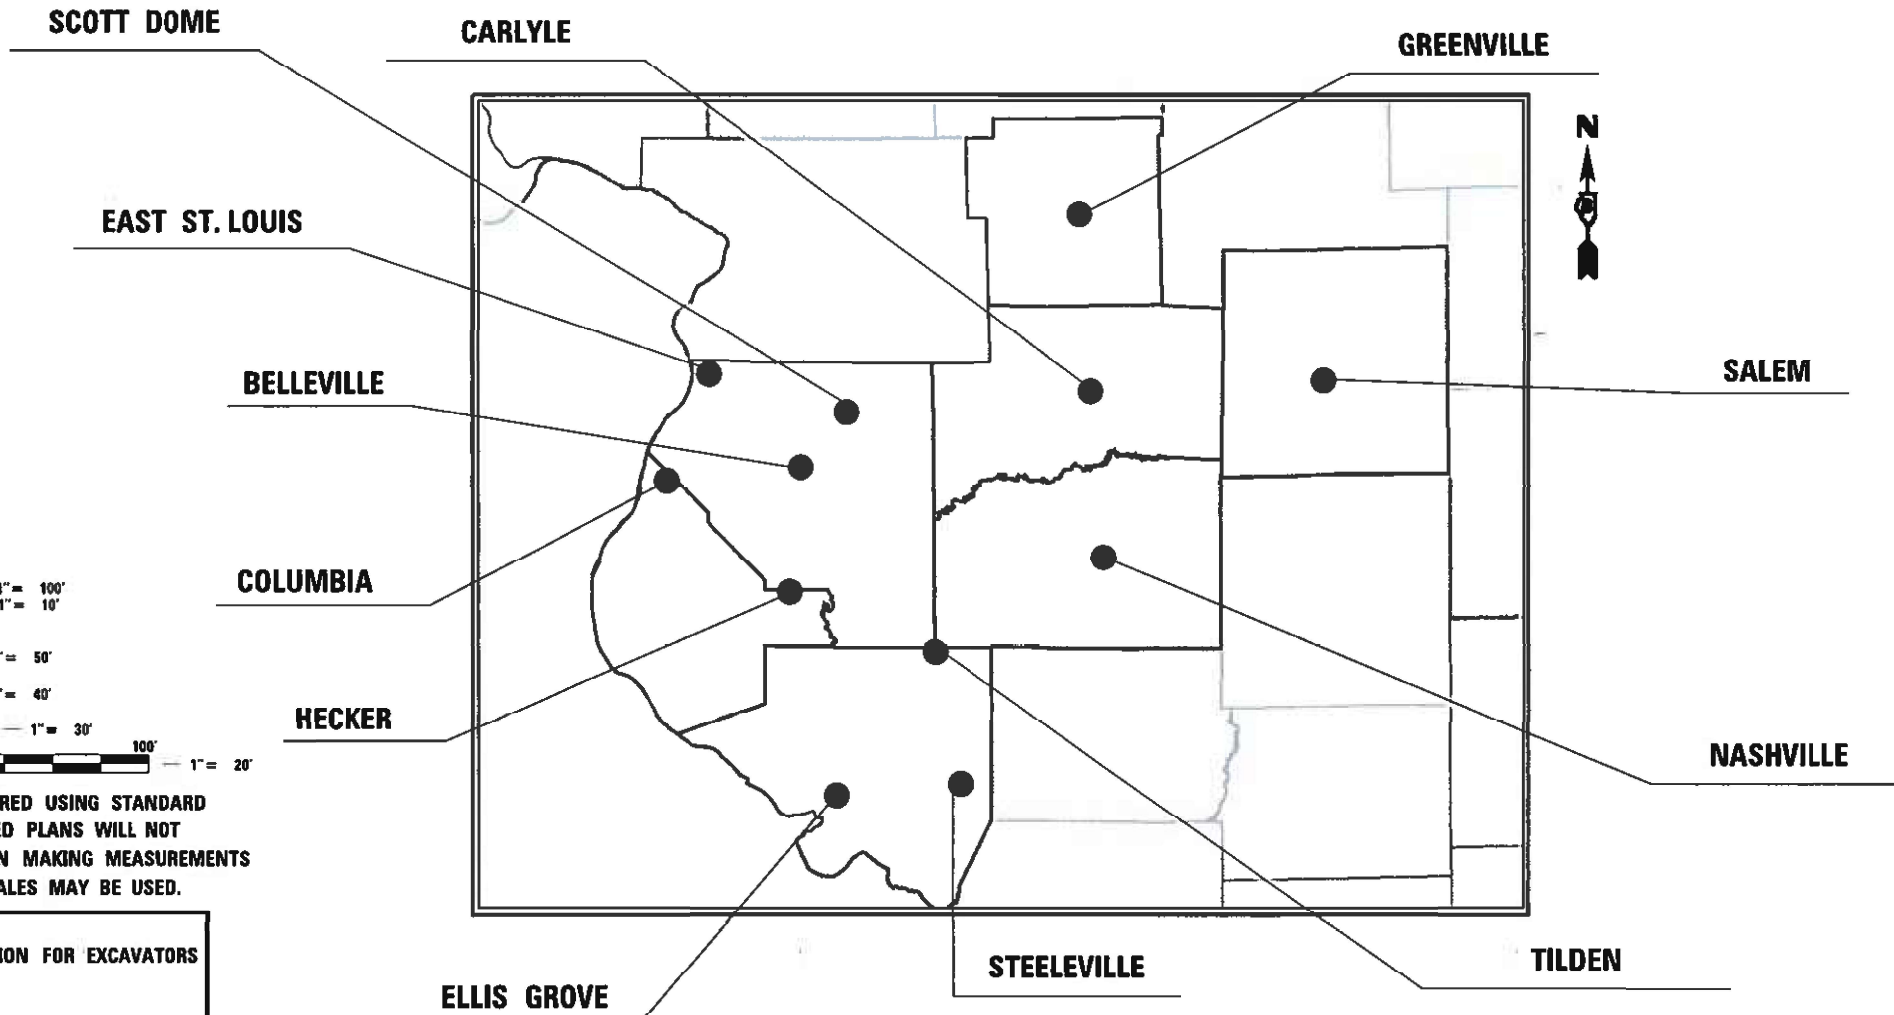 SCOTT DOME
CARLYLE
GREENVILLE
N
EAST ST. LOUIS
BELLEVILLE
SALEM
COLUMBIA
HECKER
NASHVILLE
1"= 100'
1"= 10'
"= 50'
"= 40'
1"= 30'
100'
1"= 20'
RED USING STANDARD
ED PLANS WILL NOT
N MAKING MEASUREMENTS
ALES MAY BE USED.
ION FOR EXCAVATORS
ELLIS GROVE
STEELEVILLE
TILDEN